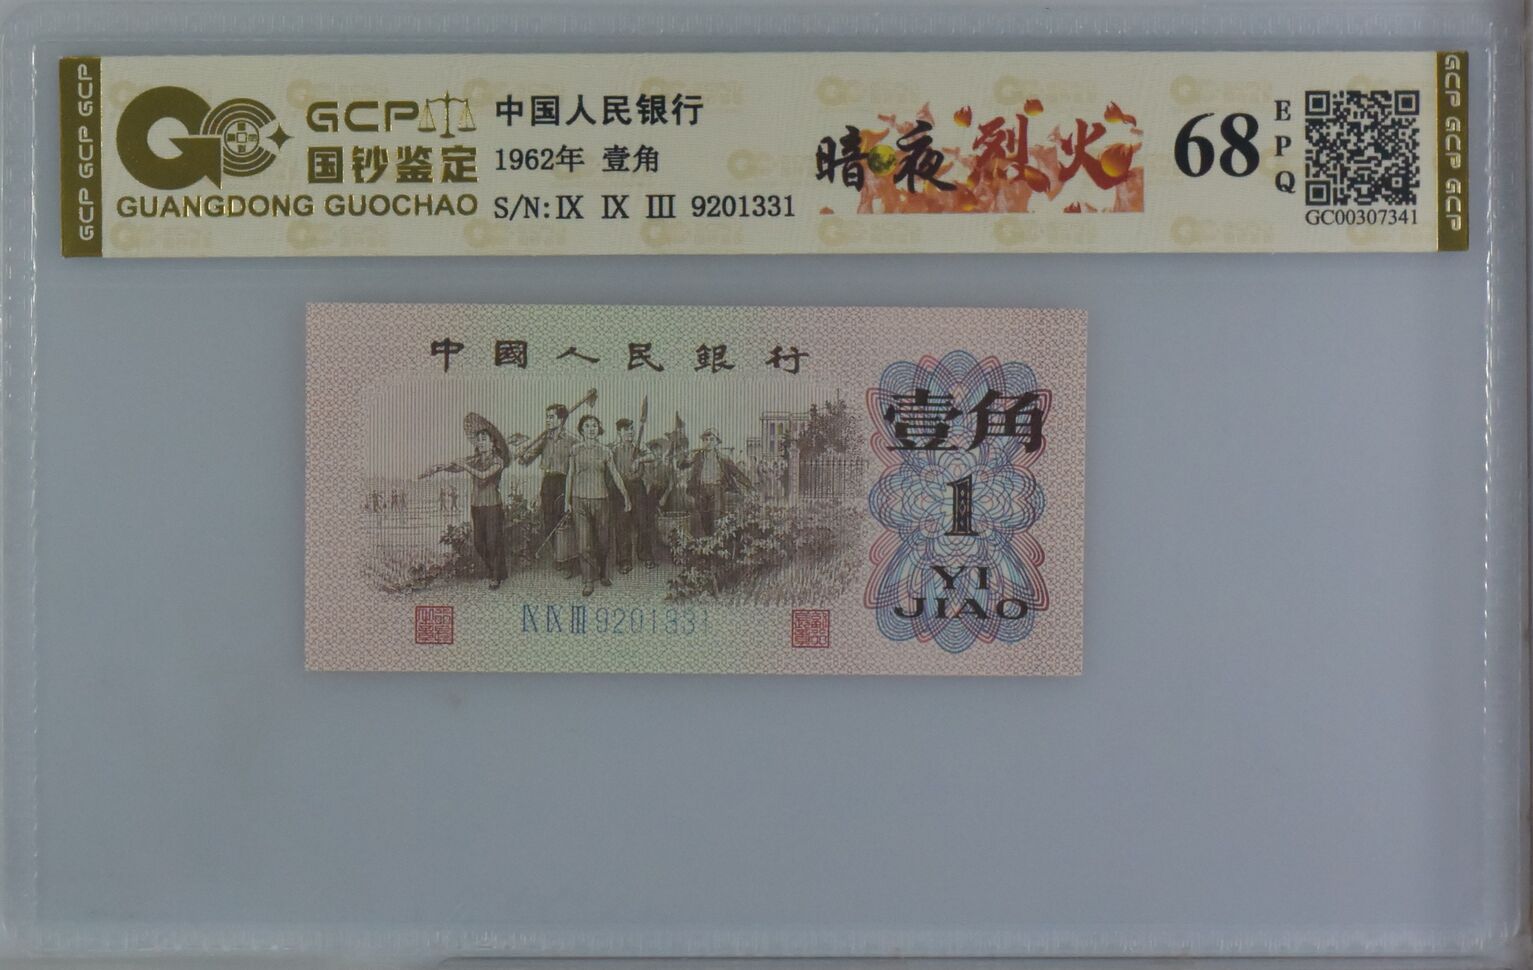 GCP GCP GCP
GCP
国钞鉴定
GUANGDONG GUOCHAO
中国人民银行
1962年 壹角
S/N: IX IX III 9201331
暗夜烈火
68
EPQ
GC00307341
GCP GCP GCP
中國人民銀行
壹角
1
YI
JIAO
IX IX III 9201331